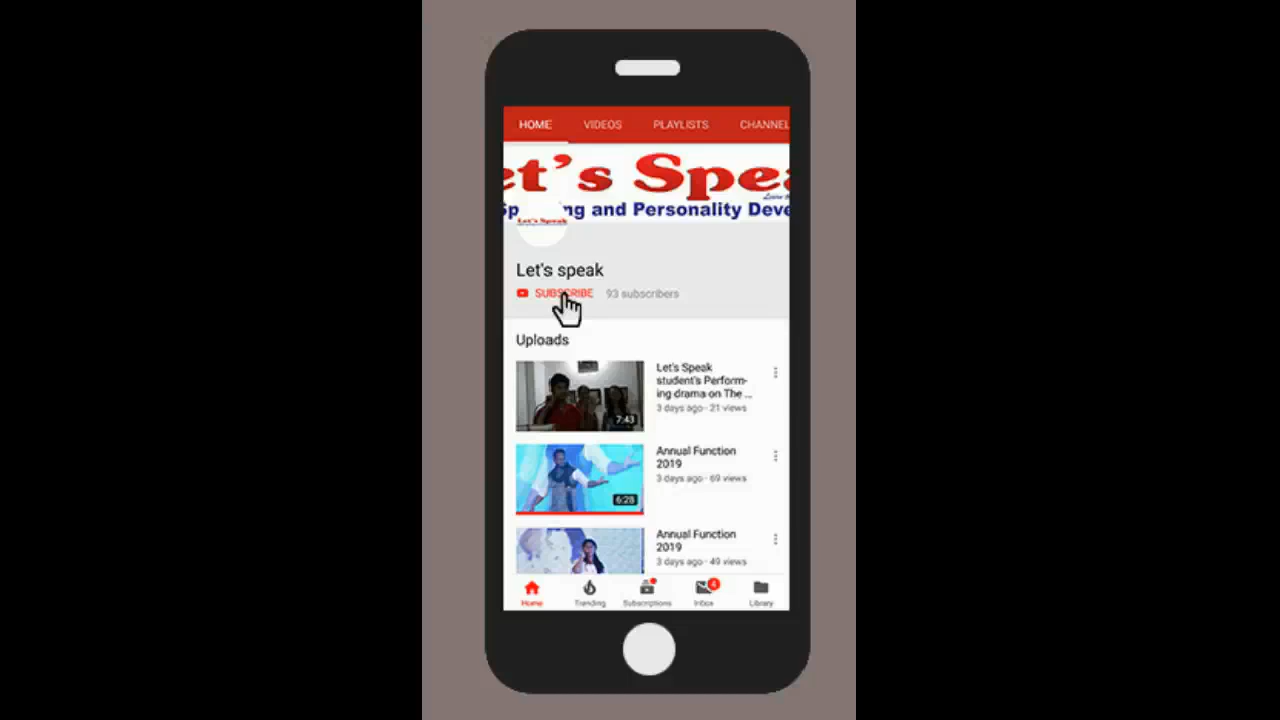 HOME VIDEOS PLAYLISTS CHANNEL
et's Spea
Sp ng and Personality Deve
Let's Speak
Let's speak
SUBSCRIBE 93 subscribers
Uploads
Let's Speak
student's Perform-
ing drama on The ...
3 days ago · 21 views
7:43
Annual Function
2019
3 days ago · 69 views
6:28
Annual Function
2019
3 days ago · 49 views
4
Home Trending Subscriptions Inbox Library